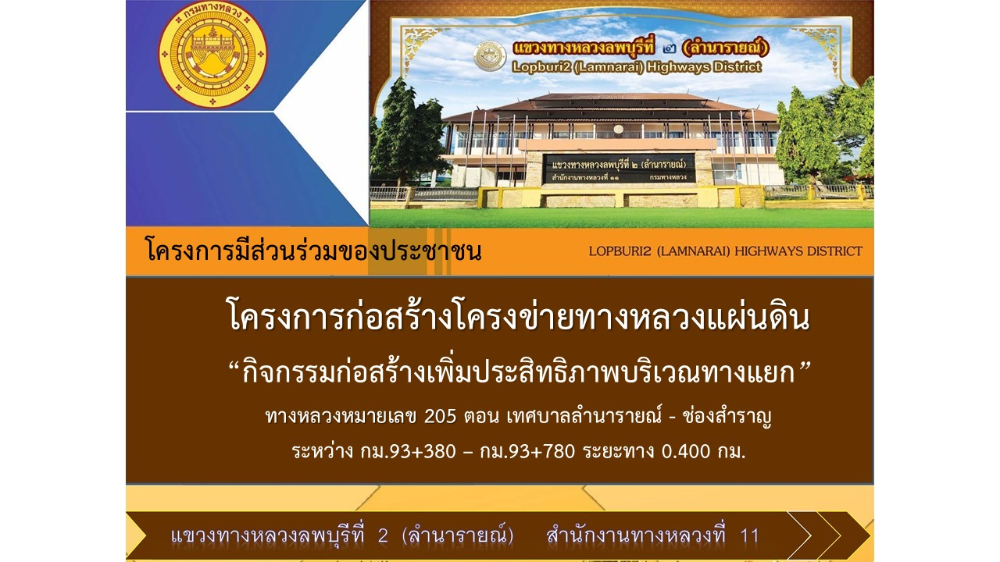 กรมทางหลวง
แขวงทางหลวงลพบุรีที่ ๒ (ลำนารายณ์)
Lopburi2 (Lamnarai) Highways District
แขวงทางหลวงลพบุรีที่ ๒ (ลำนารายณ์)
สำนักงานทางหลวงที่ ๑๑ กรมทางหลวง
โครงการมีส่วนร่วมของประชาชน
LOPBURI2 (LAMNARAI) HIGHWAYS DISTRICT
โครงการก่อสร้างโครงข่ายทางหลวงแผ่นดิน
“กิจกรรมก่อสร้างเพิ่มประสิทธิภาพบริเวณทางแยก”
ทางหลวงหมายเลข 205 ตอน เทศบาลลำนารายณ์ - ช่องสำราญ
ระหว่าง กม.93+380 – กม.93+780 ระยะทาง 0.400 กม.
แขวงทางหลวงลพบุรีที่ 2 (ลำนารายณ์) สำนักงานทางหลวงที่ 11